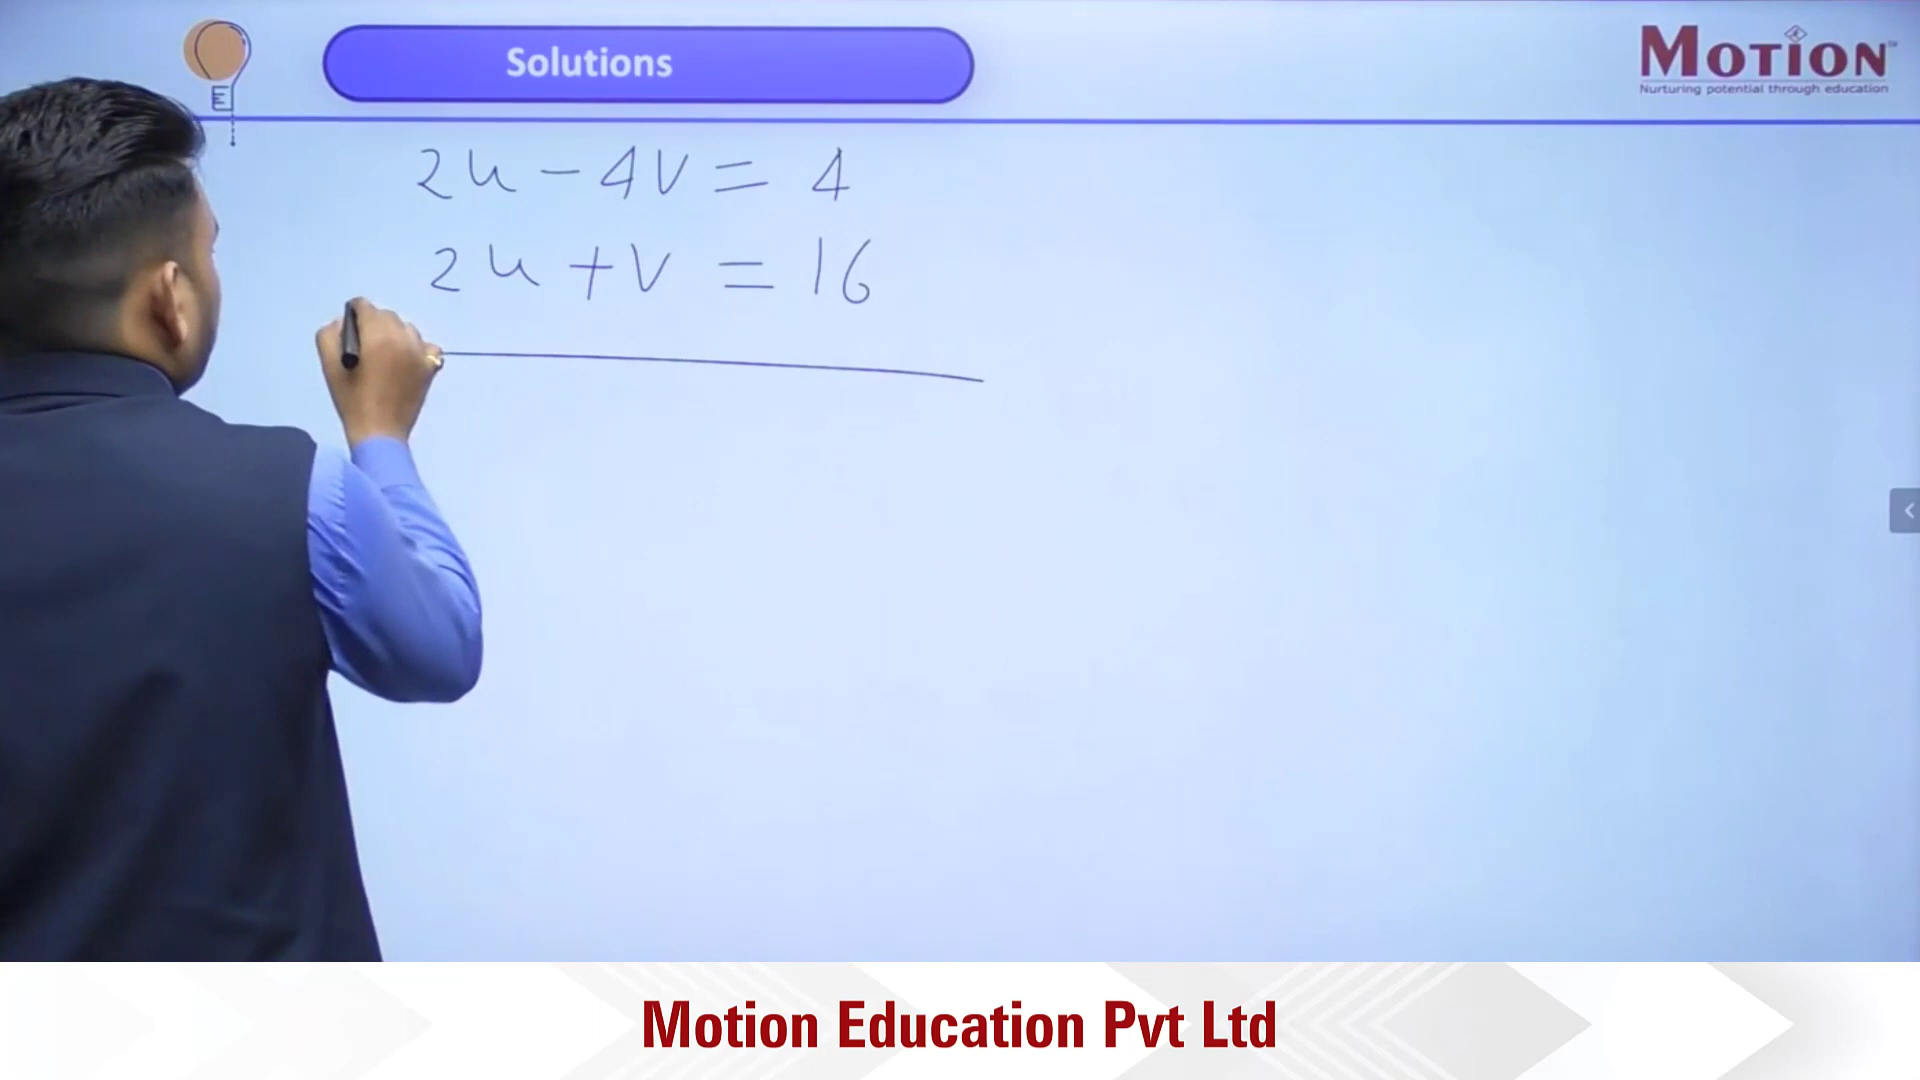 Solutions
MOTION
Nurturing potential through education
2u - 4v = 4
2u + v = 16
Motion Education Pvt Ltd